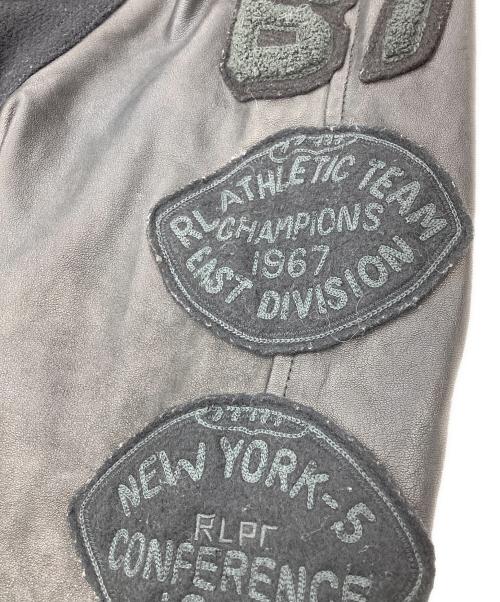 RL ATHLETIC TEAM
CHAMPIONS
1967
EAST DIVISION
NEW YORK-5
RLPC
CONFERENCE